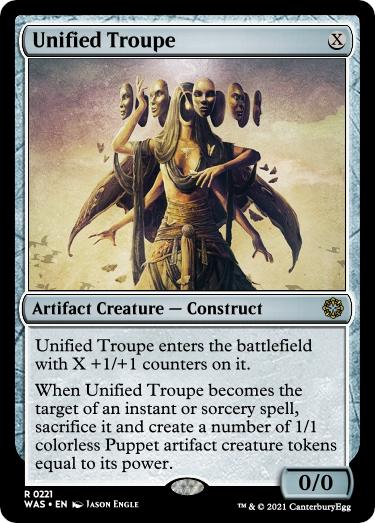 Unified Troupe X
Artifact Creature — Construct
Unified Troupe enters the battlefield
with X +1/+1 counters on it.
When Unified Troupe becomes the
target of an instant or sorcery spell,
sacrifice it and create a number of 1/1
colorless Puppet artifact creature tokens
equal to its power.
0/0
R 0221
WAS • EN Jason Engle
™ & © 2021 CanterburyEgg